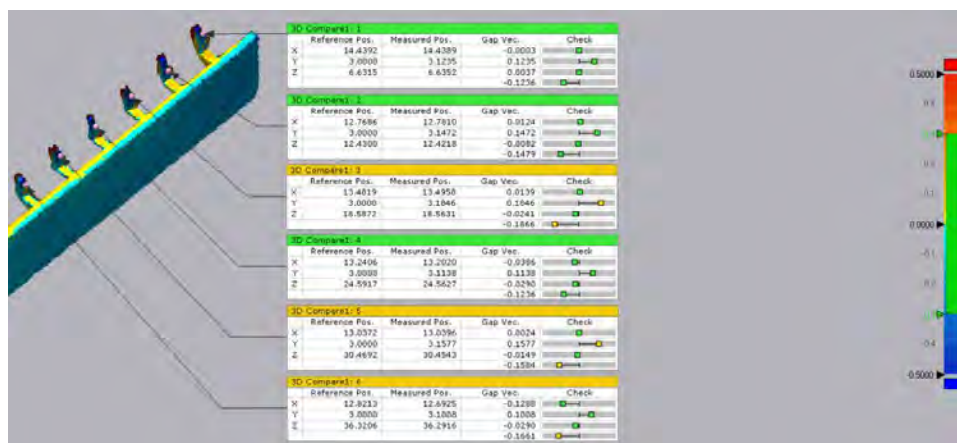 3D Compare1: 1
Reference Pos. Measured Pos. Gap Vec. Check
X 14.4392 14.4389 -0.0003
Y 3.0000 3.1235 0.1235
Z 6.6315 6.6352 0.0037
-0.1236
3D Compare1: 2
Reference Pos. Measured Pos. Gap Vec. Check
X 12.7686 12.7810 0.0124
Y 3.0000 3.1472 0.1472
Z 12.4300 12.4218 -0.0082
-0.1479
3D Compare1: 3
Reference Pos. Measured Pos. Gap Vec. Check
X 13.4819 13.4958 0.0139
Y 3.0000 3.1846 0.1846
Z 18.5872 18.5631 -0.0241
-0.1866
3D Compare1: 4
Reference Pos. Measured Pos. Gap Vec. Check
X 13.2406 13.2020 -0.0386
Y 3.0000 3.1138 0.1138
Z 24.5917 24.5627 -0.0290
-0.1236
3D Compare1: 5
Reference Pos. Measured Pos. Gap Vec. Check
X 13.0372 13.0396 0.0024
Y 3.0000 3.1577 0.1577
Z 30.4692 30.4543 -0.0149
-0.1584
3D Compare1: 6
Reference Pos. Measured Pos. Gap Vec. Check
X 12.8213 12.6925 -0.1288
Y 3.0000 3.1008 0.1008
Z 36.3206 36.2916 -0.0290
-0.1661
0.5000
0.0000
-0.5000